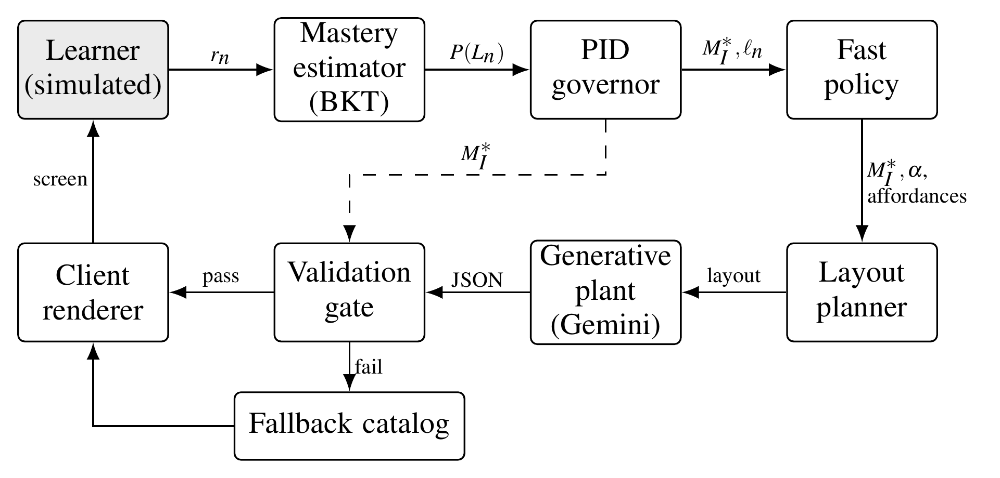 Learner
(simulated)
r_n
Mastery
estimator
(BKT)
P(L_n)
PID
governor
M_I^*, ℓ_n
Fast
policy
M_I^*
screen
M_I^*, α,
affordances
Client
renderer
pass
Validation
gate
JSON
Generative
plant
(Gemini)
layout
Layout
planner
fail
Fallback catalog